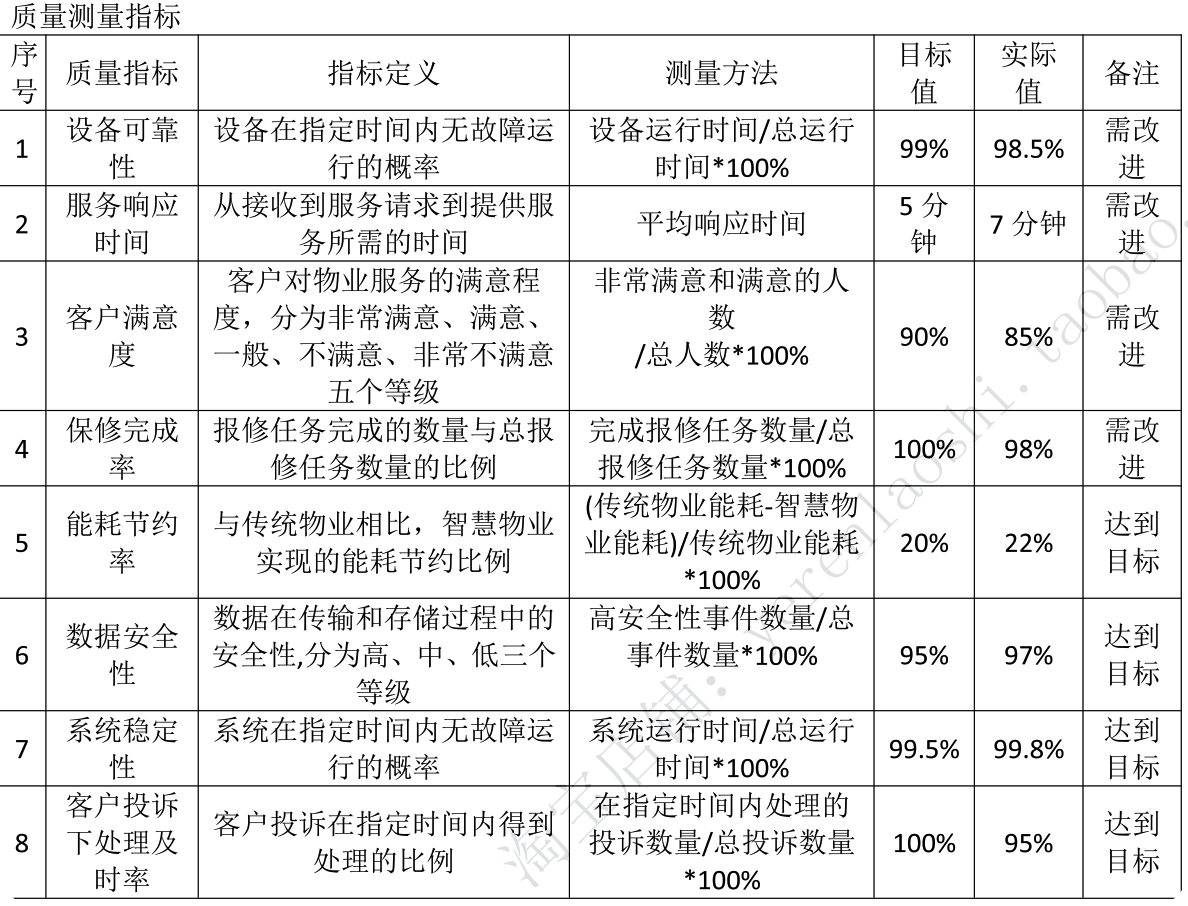 质量测量指标
序号 质量指标 指标定义 测量方法 目标值 实际值 备注
1 设备可靠性 设备在指定时间内无故障运行的概率 设备运行时间/总运行时间*100% 99% 98.5% 需改进
2 服务响应时间 从接收到服务请求到提供服务所需的时间 平均响应时间 5 分钟 7 分钟 需改进
3 客户满意度 客户对物业服务的满意程度，分为非常满意、满意、一般、不满意、非常不满意五个等级 非常满意和满意的人数/总人数*100% 90% 85% 需改进
4 保修完成率 报修任务完成的数量与总报修任务数量的比例 完成报修任务数量/总报修任务数量*100% 100% 98% 需改进
5 能耗节约率 与传统物业相比，智慧物业实现的能耗节约比例 (传统物业能耗-智慧物业能耗)/传统物业能耗*100% 20% 22% 达到目标
6 数据安全性 数据在传输和存储过程中的安全性,分为高、中、低三个等级 高安全性事件数量/总事件数量*100% 95% 97% 达到目标
7 系统稳定性 系统在指定时间内无故障运行的概率 系统运行时间/总运行时间*100% 99.5% 99.8% 达到目标
8 客户投诉下处理及时率 客户投诉在指定时间内得到处理的比例 在指定时间内处理的投诉数量/总投诉数量*100% 100% 95% 达到目标
淘宝店铺：yerenlaoshi.taobao.